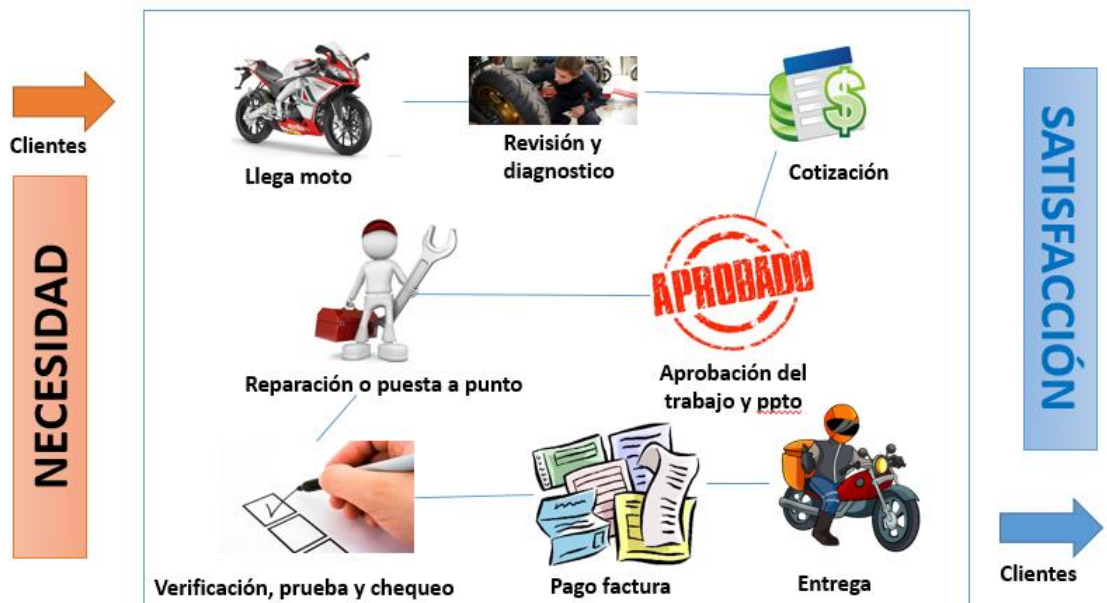 Clientes
NECESIDAD
Llega moto
Revisión y
diagnostico
$
Cotización
APROBADO
Aprobación del
trabajo y ppto
Reparación o puesta a punto
Verificación, prueba y chequeo
Pago factura
Entrega
SATISFACCIÓN
Clientes